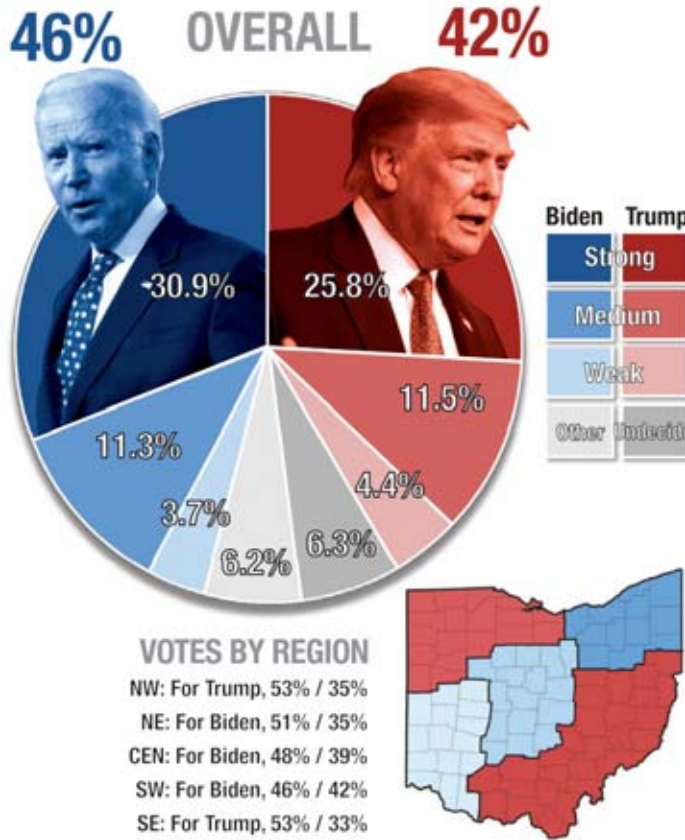 46% OVERALL 42%
30.9% 25.8%
Biden Trump
Strong
Medium
Weak
Other
11.5%
11.3%
4.4%
3.7%
6.2% 6.3%
VOTES BY REGION
NW: For Trump, 53% / 35%
NE: For Biden, 51% / 35%
CEN: For Biden, 48% / 39%
SW: For Biden, 46% / 42%
SE: For Trump, 53% / 33%